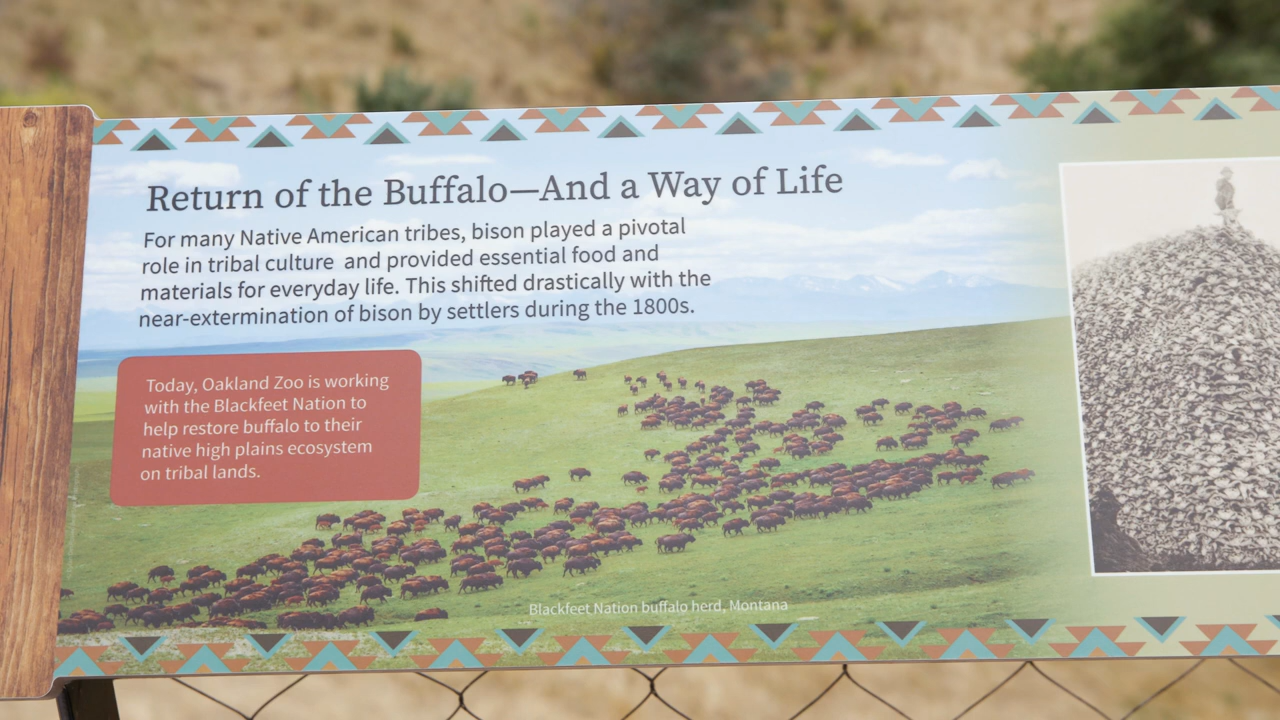 Return of the Buffalo—And a Way of Life
For many Native American tribes, bison played a pivotal
role in tribal culture and provided essential food and
materials for everyday life. This shifted drastically with the
near-extermination of bison by settlers during the 1800s.
Today, Oakland Zoo is working
with the Blackfeet Nation to
help restore buffalo to their
native high plains ecosystem
on tribal lands.
Blackfeet Nation buffalo herd, Montana